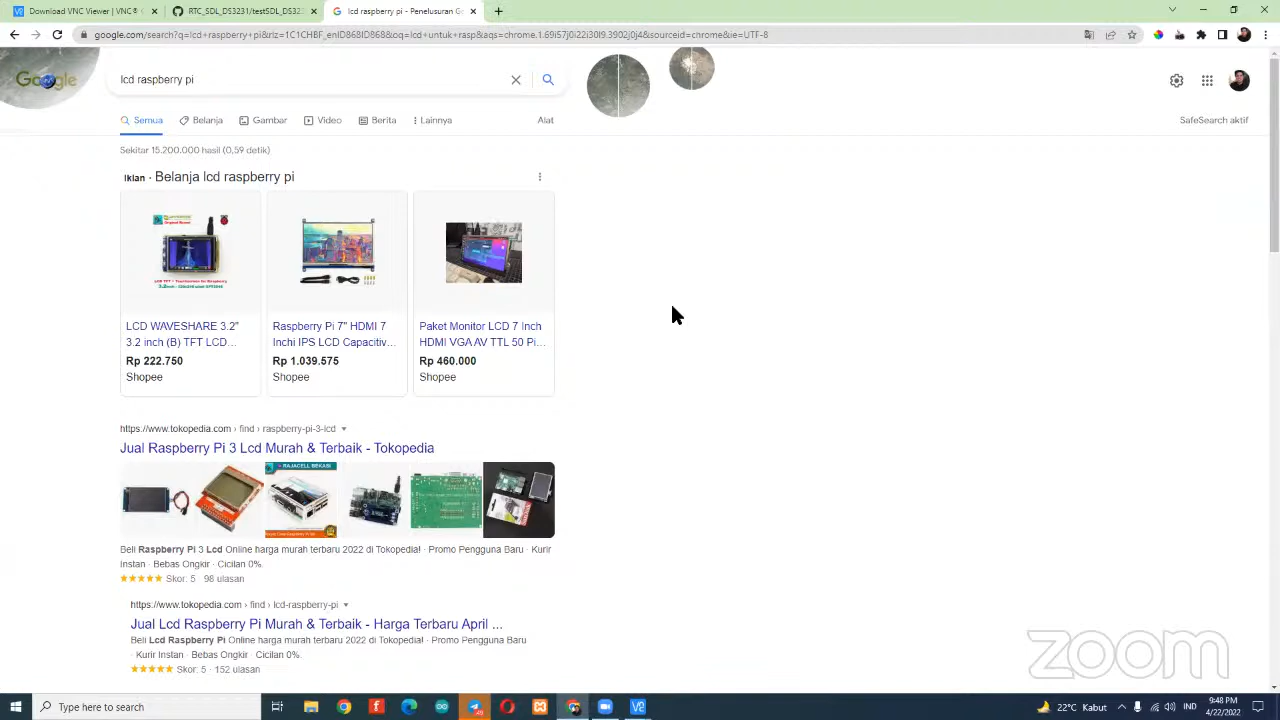 Download VNC Viewer | VNC®
RTC_SDL_DS3231/testSDL_DS323
lcd raspberry pi - Penelusuran Go
google.com/search?q=lcd+raspberry+pi&rlz=1C1CHBF_enID868ID868&oq=lcd+untuk+rasp&aqs=chrome.1.69i57j0i22i30l9.3902j0j4&sourceid=chrome&ie=UTF-8
Google
lcd raspberry pi
Semua
Belanja
Gambar
Video
Berita
Lainnya
Alat
SafeSearch aktif
Sekitar 15.200.000 hasil (0,59 detik)
Iklan · Belanja lcd raspberry pi
LCD WAVESHARE 3.2"
3.2 inch (B) TFT LCD...
Rp 222.750
Shopee
Raspberry Pi 7" HDMI 7
Inchi IPS LCD Capacitiv...
Rp 1.039.575
Shopee
Paket Monitor LCD 7 Inch
HDMI VGA AV TTL 50 Pi...
Rp 460.000
Shopee
https://www.tokopedia.com › find › raspberry-pi-3-lcd
Jual Raspberry Pi 3 Lcd Murah & Terbaik - Tokopedia
RAJACELL BEKASI
Beli Raspberry Pi 3 Lcd Online harga murah terbaru 2022 di Tokopedia! · Promo Pengguna Baru · Kurir
Instan · Bebas Ongkir · Cicilan 0%.
Skor: 5 · 98 ulasan
https://www.tokopedia.com › find › lcd-raspberry-pi
Jual Lcd Raspberry Pi Murah & Terbaik - Harga Terbaru April ...
Beli Lcd Raspberry Pi Online harga murah terbaru 2022 di Tokopedia! · Promo Pengguna Baru
· Kurir Instan · Bebas Ongkir · Cicilan 0%.
Skor: 5 · 152 ulasan
zoom
Type here to search
22°C Kabut
IND
9:48 PM
4/22/2022